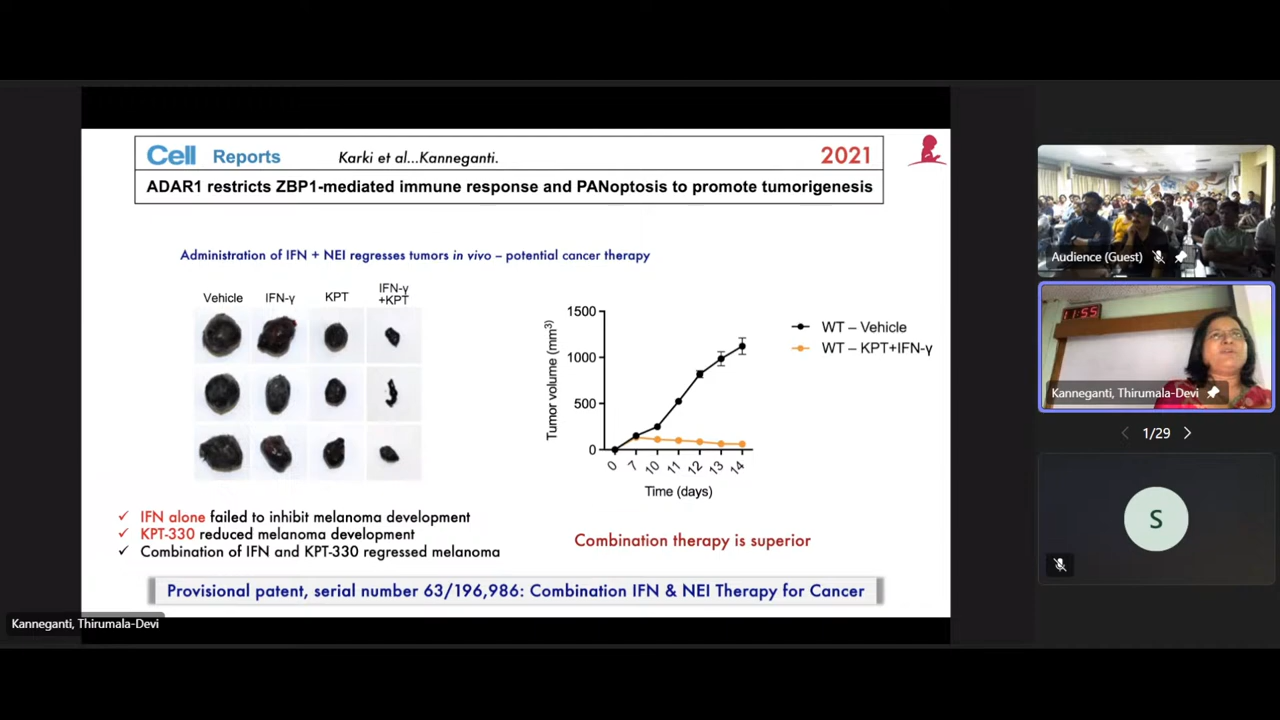 Cell Reports
Karki et al...Kanneganti.
2021
ADAR1 restricts ZBP1-mediated immune response and PANoptosis to promote tumorigenesis
Administration of IFN + NEI regresses tumors in vivo – potential cancer therapy
Vehicle
IFN-γ
KPT
IFN-γ
+KPT
1500
1000
500
0
Tumor volume (mm³)
0
7
10
11
12
13
14
Time (days)
WT – Vehicle
WT – KPT+IFN-γ
✓ IFN alone failed to inhibit melanoma development
✓ KPT-330 reduced melanoma development
✓ Combination of IFN and KPT-330 regressed melanoma
Combination therapy is superior
Provisional patent, serial number 63/196,986: Combination IFN & NEI Therapy for Cancer
Kanneganti, Thirumala-Devi
Audience (Guest)
11:55
Kanneganti, Thirumala-Devi
1/29
S